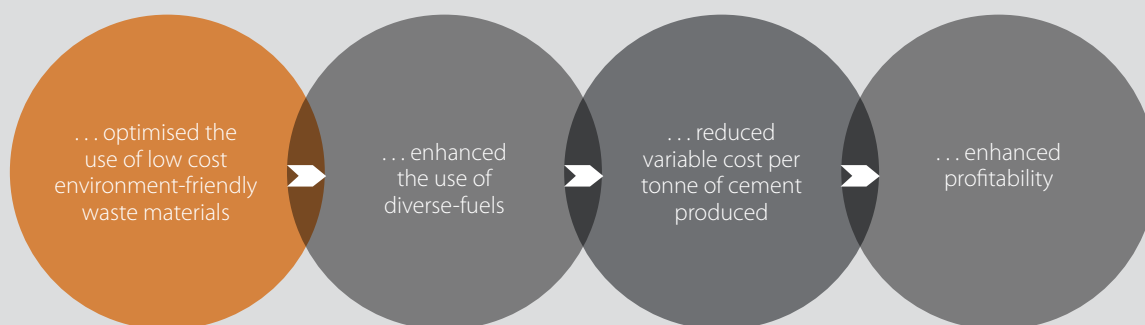 ... optimised the
use of low cost
environment-friendly
waste materials
... enhanced
the use of
diverse-fuels
... reduced
variable cost per
tonne of cement
produced
... enhanced
profitability